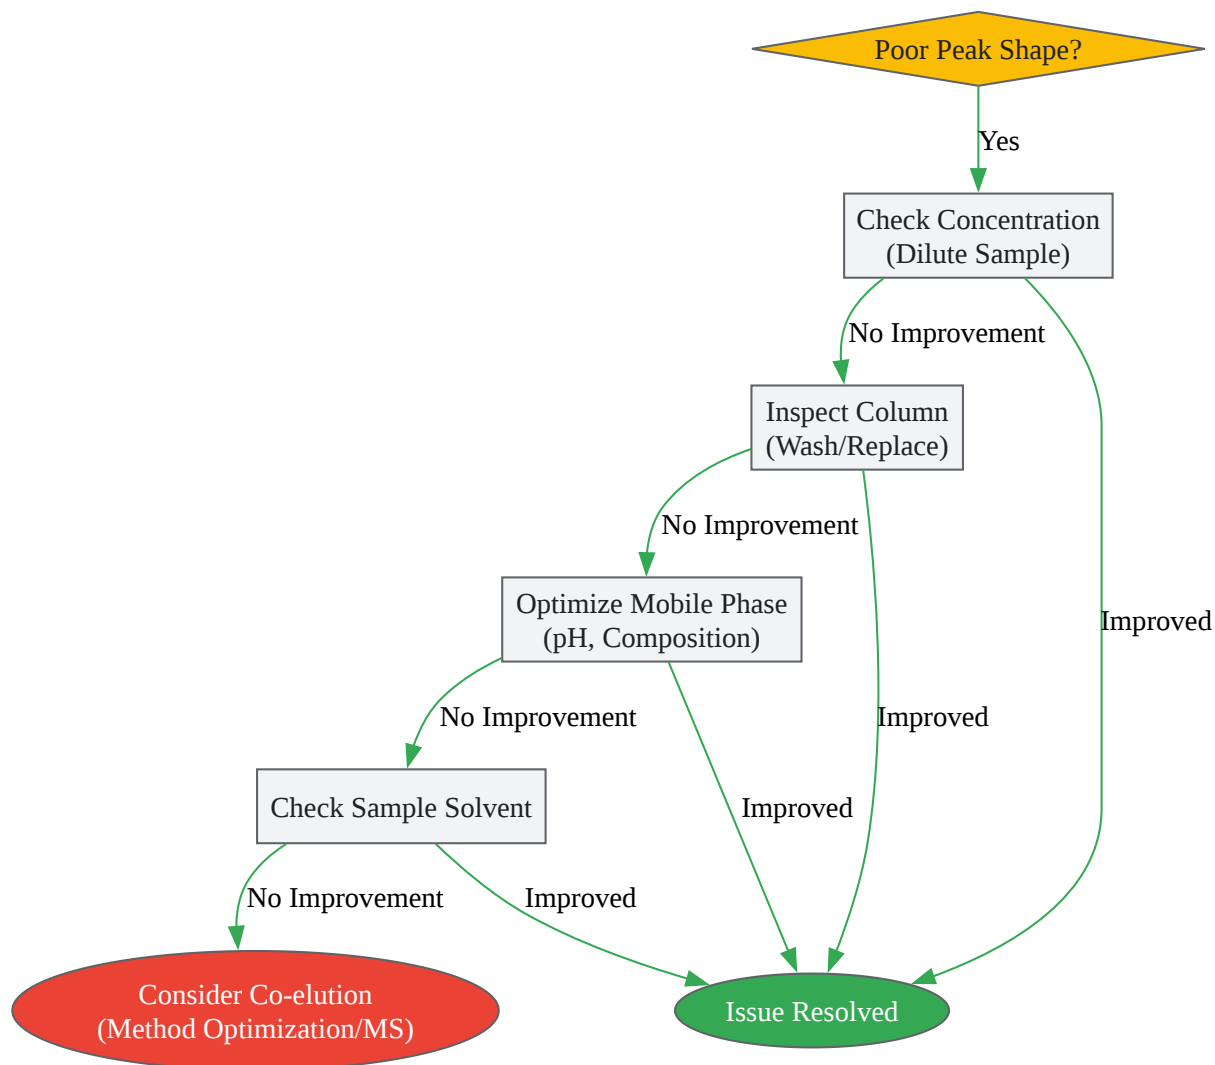 Poor Peak Shape?
Yes
Check Concentration
(Dilute Sample)
No Improvement
Inspect Column
(Wash/Replace)
No Improvement
Optimize Mobile Phase
(pH, Composition)
Improved
No Improvement
Improved
Check Sample Solvent
Improved
No Improvement
Improved
Consider Co-elution
(Method Optimization/MS)
Issue Resolved